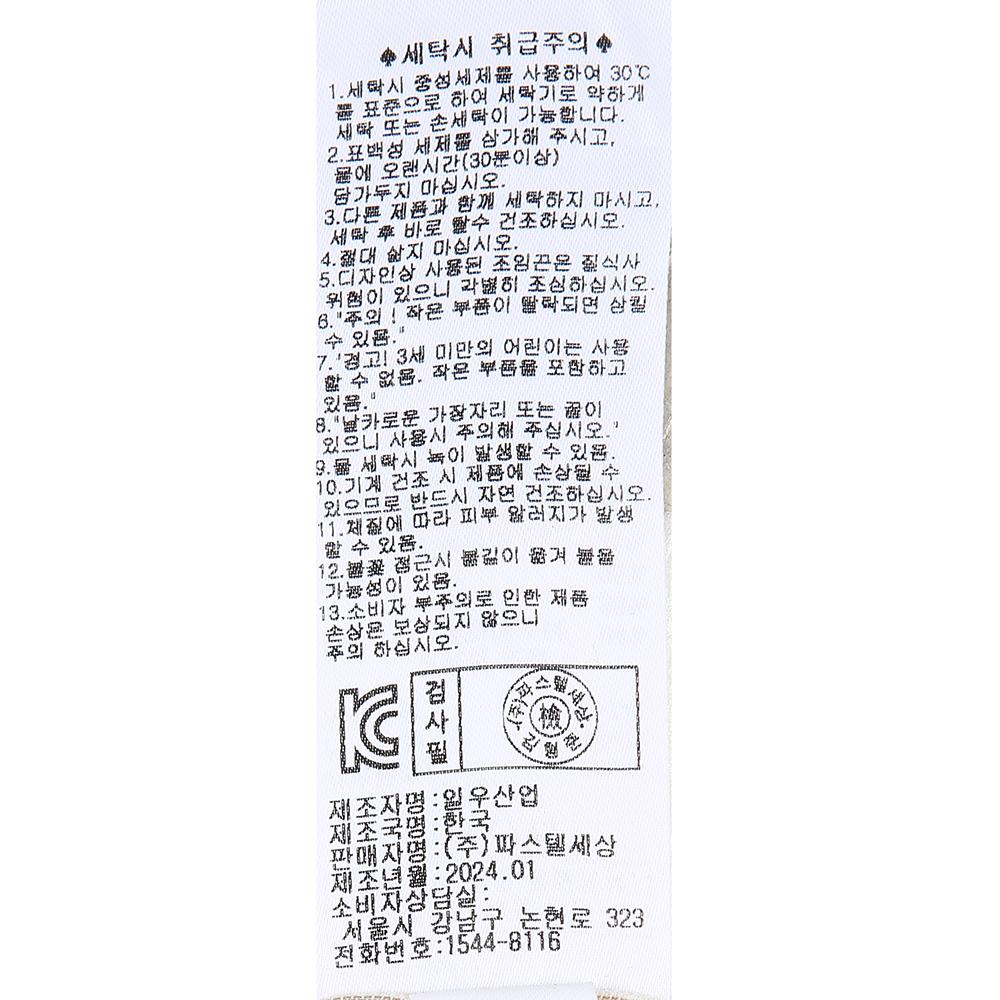 ♠세탁시 취급주의♠
1.세탁시 중성세제를 사용하여 30℃
를 표준으로 하여 세탁기로 약하게
세탁 또는 손세탁이 가능합니다.
2.표백성 세제를 삼가해 주시고,
물에 오랜시간(30분이상)
담가두지 마십시오.
3.다른 제품과 함께 세탁하지 마시고,
세탁 후 바로 탈수 건조하십시오.
4.절대 삶지 마십시오.
5.디자인상 사용된 조임끈은 질식사
위험이 있으니 각별히 조심하십시오.
6."주의 ! 작은 부품이 탈락되면 삼킬
수 있음."
7."경고! 3세 미만의 어린이는 사용
할 수 없음. 작은 부품을 포함하고
있음."
8."날카로운 가장자리 또는 끝이
있으니 사용시 주의해 주십시오."
9.물 세탁시 녹이 발생할 수 있음.
10.기계 건조 시 제품에 손상될 수
있으므로 반드시 자연 건조하십시오.
11.체질에 따라 피부 알러지가 발생
할 수 있음.
12.불꽃 접근시 불길이 옮겨 붙을
가능성이 있음.
13.소비자 부주의로 인한 제품
손상은 보상되지 않으니
주의 하십시오.
KC
검사필
(주)파스텔세상
檢
제조자명:일우산업
제조국명:한국
판매자명:(주)파스텔세상
제조년월:2024.01
소비자상담실:
서울시 강남구 논현로 323
전화번호:1544-8116